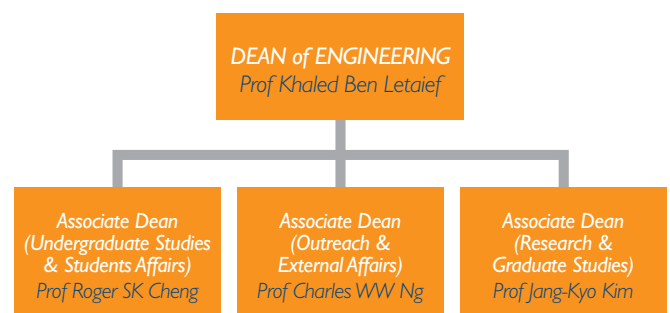 DEAN of ENGINEERING
Prof Khaled Ben Letaief
Associate Dean
(Undergraduate Studies
& Students Affairs)
Prof Roger SK Cheng
Associate Dean
(Outreach &
External Affairs)
Prof Charles WW Ng
Associate Dean
(Research &
Graduate Studies)
Prof Jang-Kyo Kim